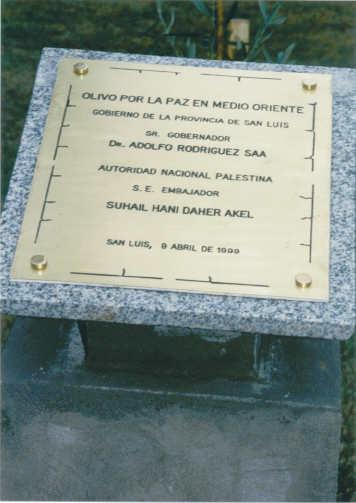 OLIVO POR LA PAZ EN MEDIO ORIENTE
GOBIERNO DE LA PROVINCIA DE SAN LUIS
SR. GOBERNADOR
DR. ADOLFO RODRIGUEZ SAA
AUTORIDAD NACIONAL PALESTINA
S. E. EMBAJADOR
SUHAIL HANI DAHER AKEL
SAN LUIS, 9 ABRIL DE 1999